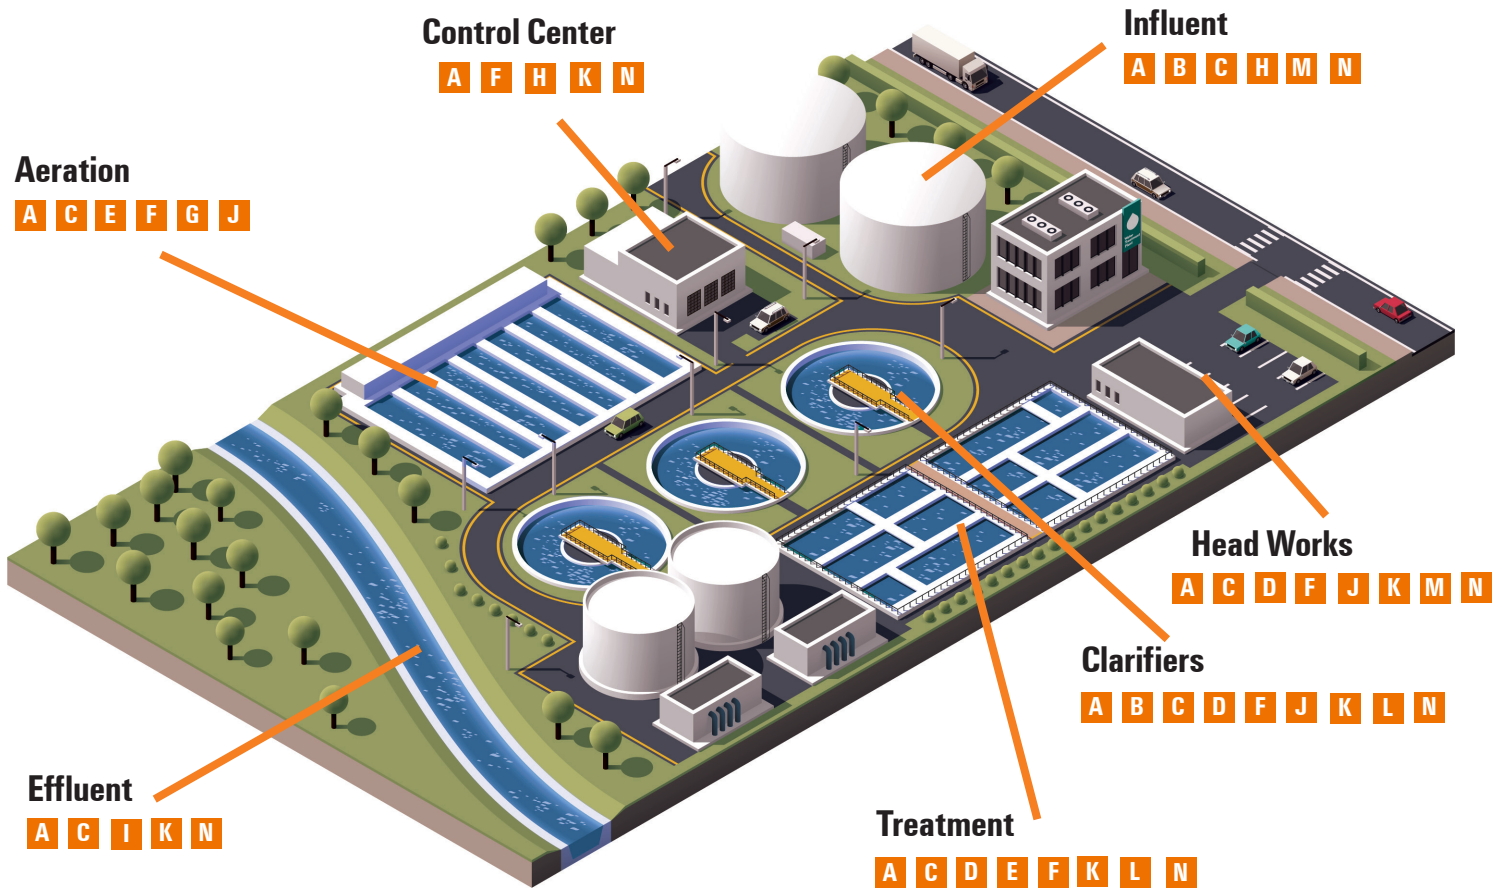 Control Center
A F H K N
Influent
A B C H M N
Aeration
A C E F G J
Head Works
A C D F J K M N
Clarifiers
A B C D F J K L N
Effluent
A C I K N
Treatment
A C D E F K L N